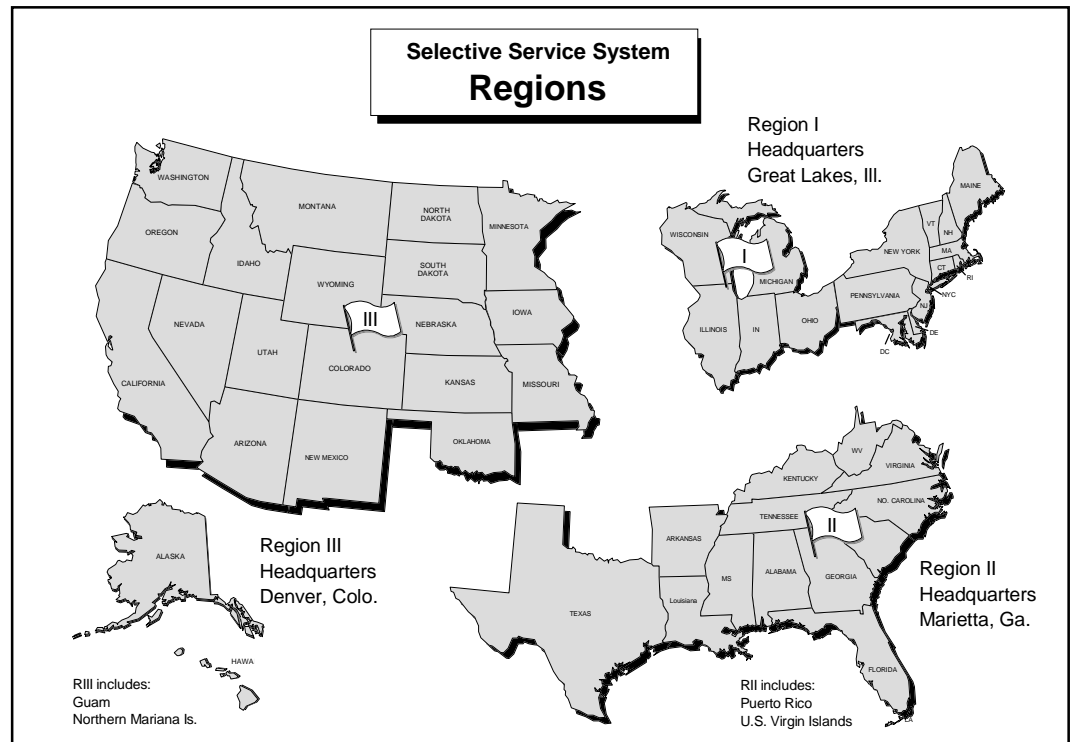 Selective Service System
Regions
Region I
Headquarters
Great Lakes, Ill.
WASHINGTON
OREGON
IDAHO
MONTANA
NORTH
DAKOTA
MINNESOTA
SOUTH
DAKOTA
WYOMING
III
NEBRASKA
IOWA
NEVADA
UTAH
COLORADO
CALIFORNIA
KANSAS
MISSOURI
ARIZONA
NEW MEXICO
OKLAHOMA
MAINE
WISCONSIN
I
MICHIGAN
VT
NH
NEW YORK
MA
CT
RI
NYC
PENNSYLVANIA
NJ
ILLINOIS
IN
OHIO
DE
DC
ALASKA
Region III
Headquarters
Denver, Colo.
HAWA
RIII includes:
Guam
Northern Mariana Is.
WV
VIRGINIA
KENTUCKY
NO. CAROLINA
TENNESSEE
II
ARKANSAS
MS
ALABAMA
GEORGIA
Louisiana
TEXAS
FLORIDA
LA
Region II
Headquarters
Marietta, Ga.
RII includes:
Puerto Rico
U.S. Virgin Islands